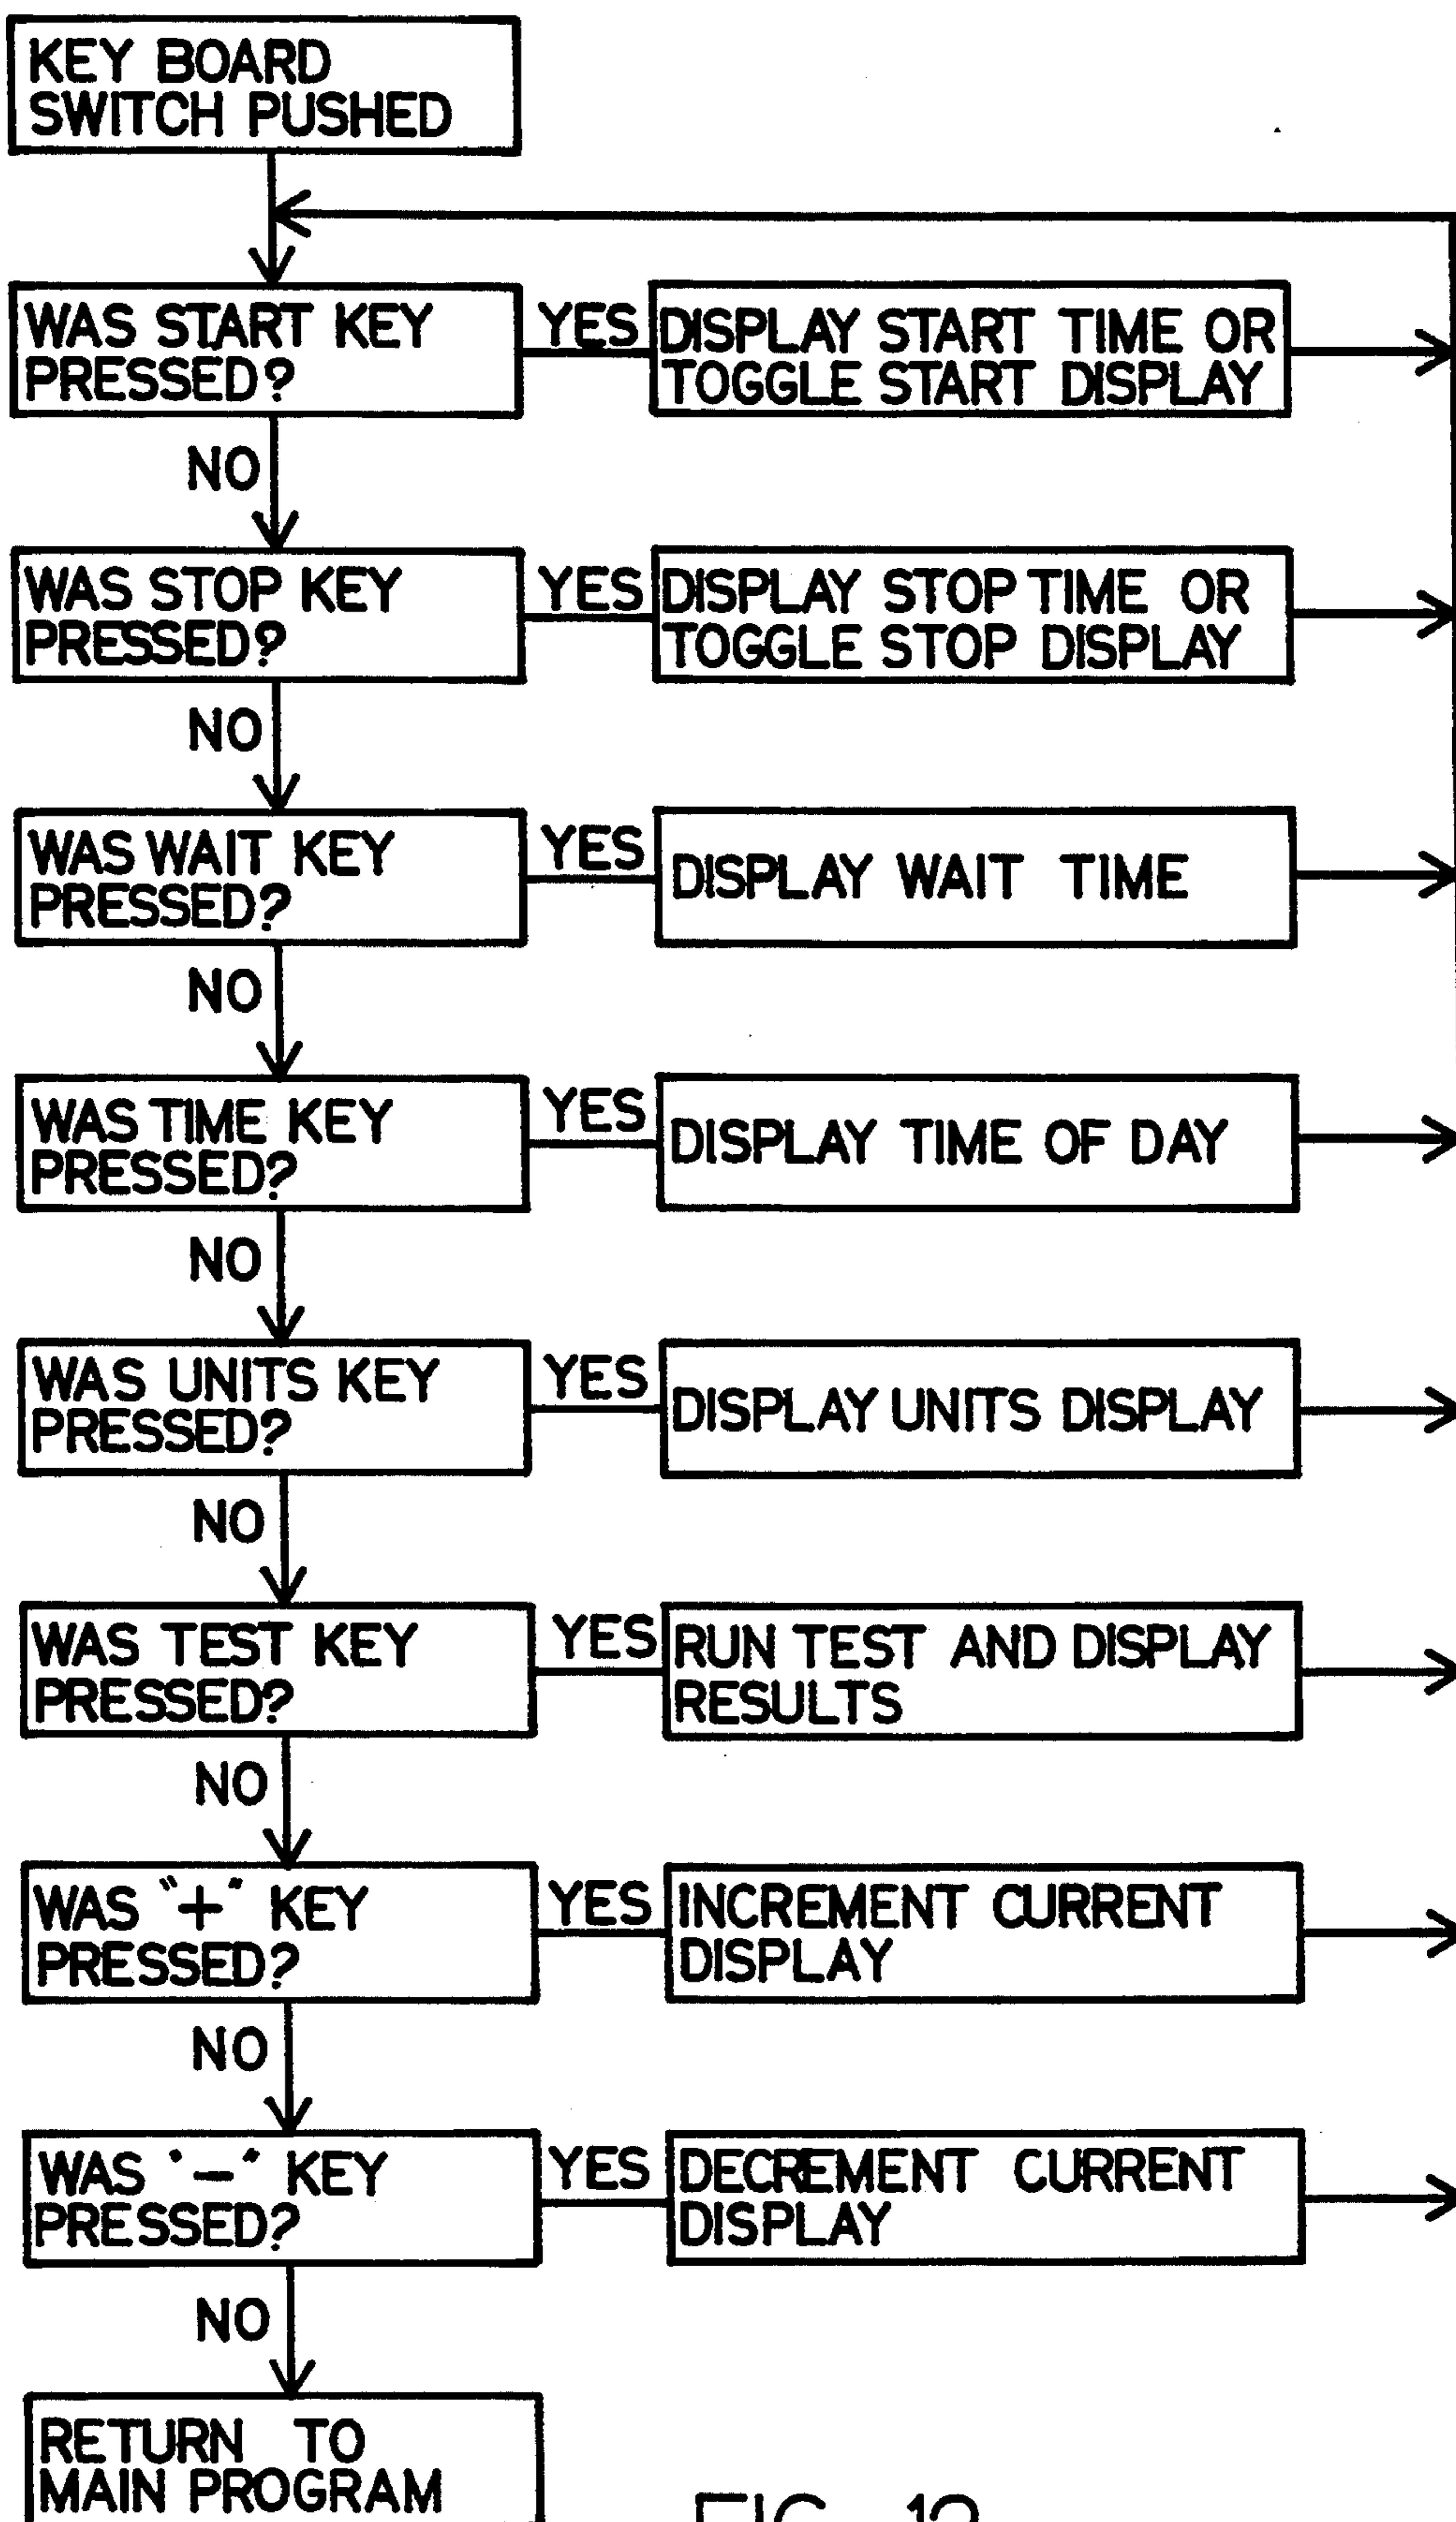 KEY BOARD
SWITCH PUSHED
WAS START KEY
PRESSED?
YES
DISPLAY START TIME OR
TOGGLE START DISPLAY
NO
WAS STOP KEY
PRESSED?
YES
DISPLAY STOP TIME OR
TOGGLE STOP DISPLAY
NO
WAS WAIT KEY
PRESSED?
YES
DISPLAY WAIT TIME
NO
WAS TIME KEY
PRESSED?
YES
DISPLAY TIME OF DAY
NO
WAS UNITS KEY
PRESSED?
YES
DISPLAY UNITS DISPLAY
NO
WAS TEST KEY
PRESSED?
YES
RUN TEST AND DISPLAY
RESULTS
NO
WAS "+" KEY
PRESSED?
YES
INCREMENT CURRENT
DISPLAY
NO
WAS "-" KEY
PRESSED?
YES
DECREMENT CURRENT
DISPLAY
NO
RETURN TO
MAIN PROGRAM
FIG